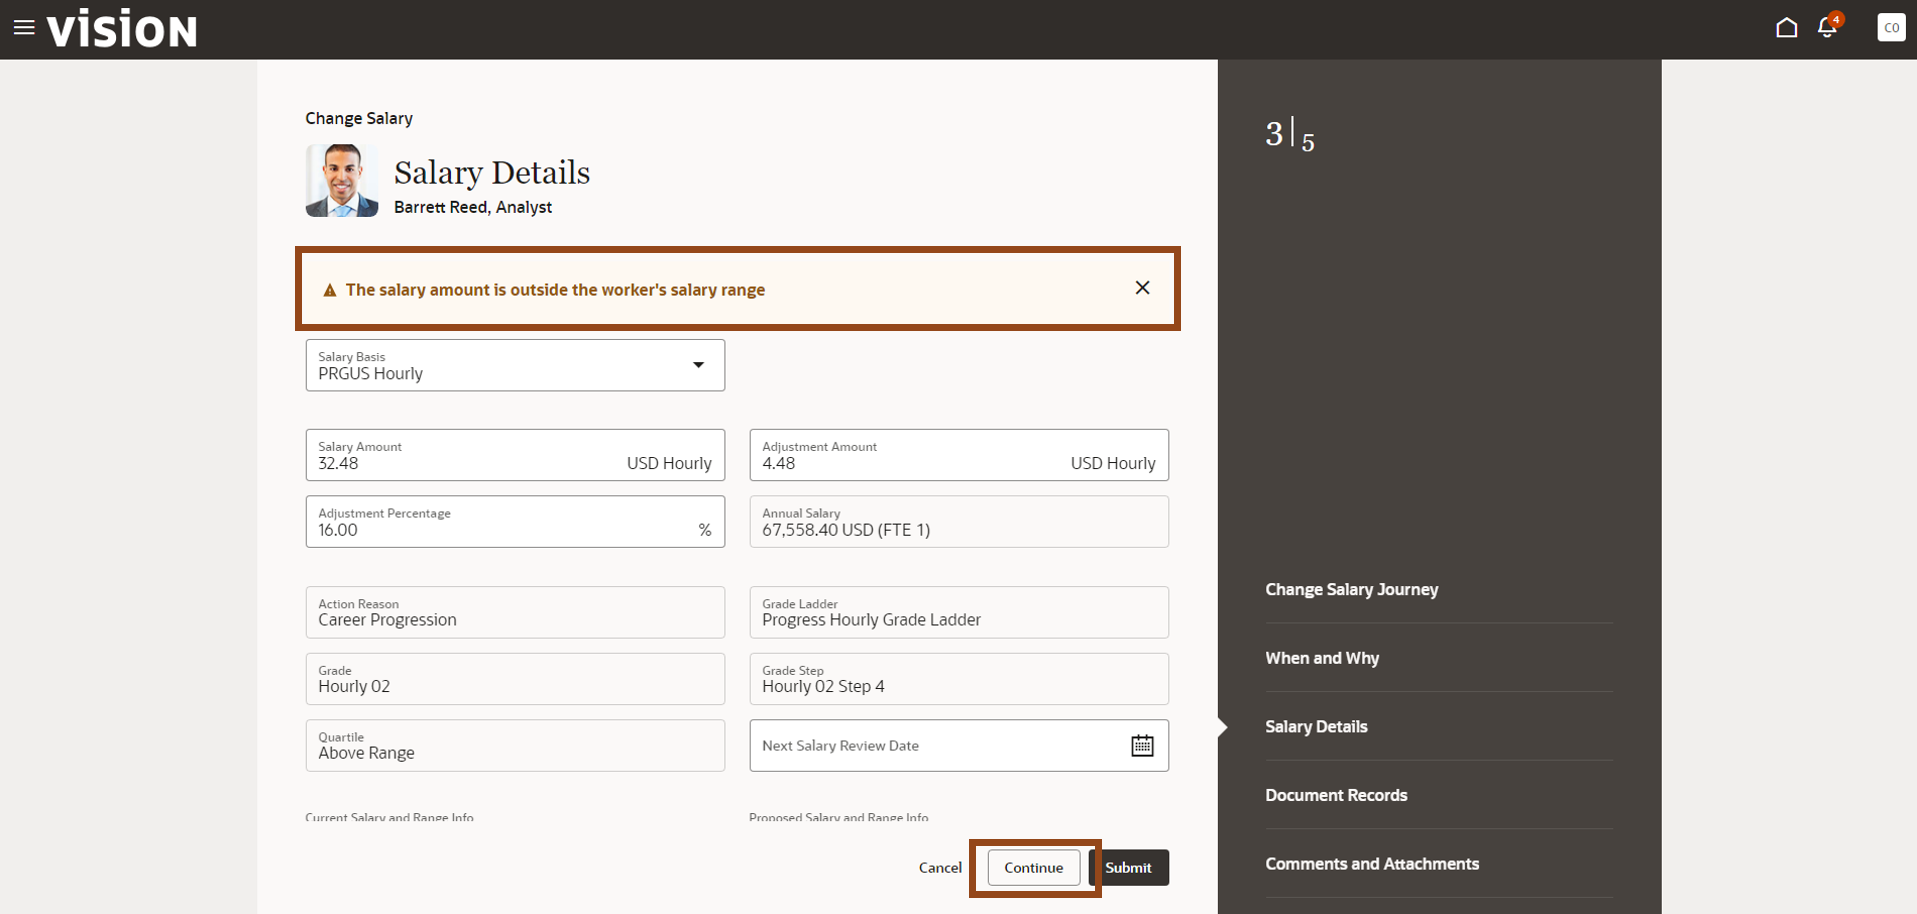 vision
4
CO
Change Salary
Salary Details
Barrett Reed, Analyst
The salary amount is outside the worker's salary range
Salary Basis
PRGUS Hourly
Salary Amount
32.48 USD Hourly
Adjustment Amount
4.48 USD Hourly
Adjustment Percentage
16.00 %
Annual Salary
67,558.40 USD (FTE 1)
Action Reason
Career Progression
Grade Ladder
Progress Hourly Grade Ladder
Grade
Hourly 02
Grade Step
Hourly 02 Step 4
Quartile
Above Range
Next Salary Review Date
Current Salary and Range Info
Proposed Salary and Range Info
Cancel
Continue
Submit
3 | 5
Change Salary Journey
When and Why
Salary Details
Document Records
Comments and Attachments